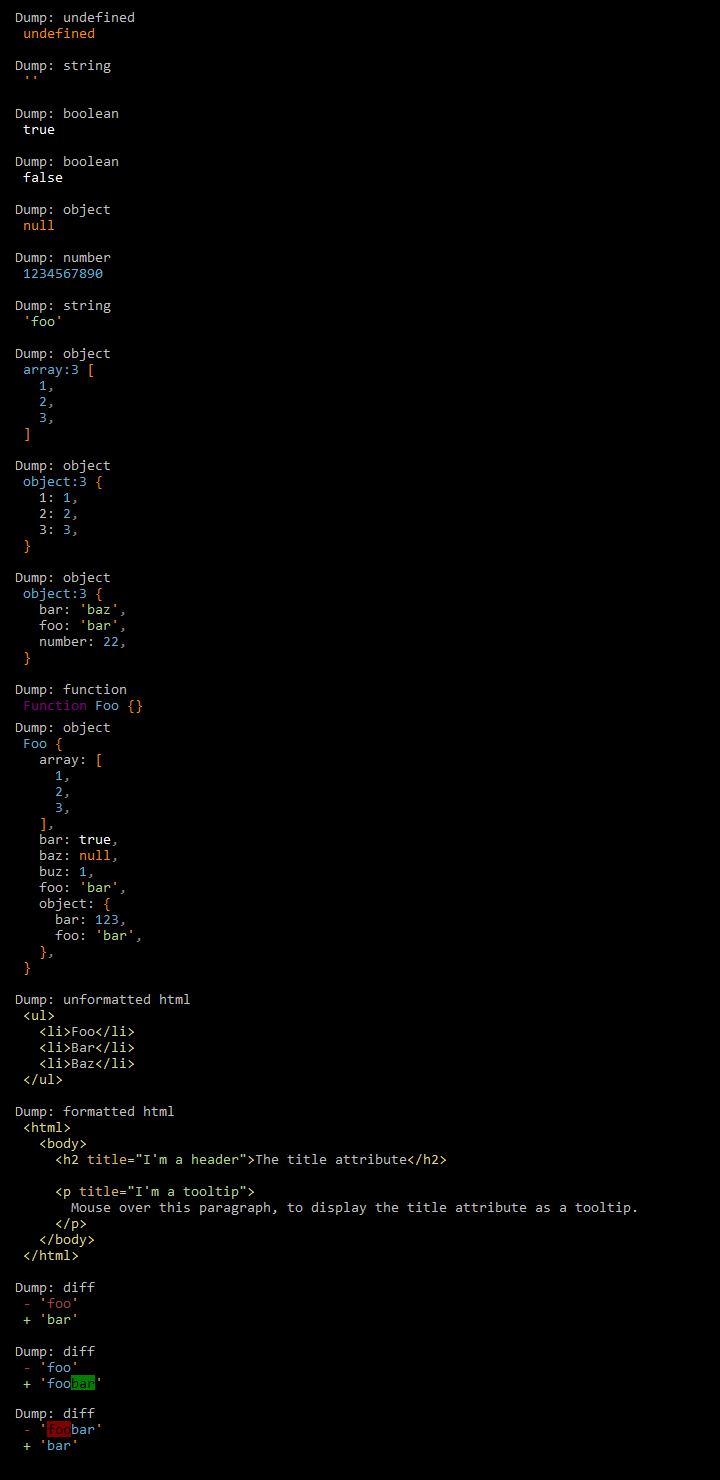 Dump: undefined
undefined
Dump: string
''
Dump: boolean
true
Dump: boolean
false
Dump: object
null
Dump: number
1234567890
Dump: string
'foo'
Dump: object
array:3 [
1,
2,
3,
]
Dump: object
object:3 {
1: 1,
2: 2,
3: 3,
}
Dump: object
object:3 {
bar: 'baz',
foo: 'bar',
number: 22,
}
Dump: function
Function Foo {}
Dump: object
Foo {
array: [
1,
2,
3,
],
bar: true,
baz: null,
buz: 1,
foo: 'bar',
object: {
bar: 123,
foo: 'bar',
},
}
Dump: unformatted html
<ul>
<li>Foo</li>
<li>Bar</li>
<li>Baz</li>
</ul>
Dump: formatted html
<html>
<body>
<h2 title="I'm a header">The title attribute</h2>
<p title="I'm a tooltip">
Mouse over this paragraph, to display the title attribute as a tooltip.
</p>
</body>
</html>
Dump: diff
- 'foo'
+ 'bar'
Dump: diff
- 'foo'
+ 'foobar'
Dump: diff
- 'foobar'
+ 'bar'